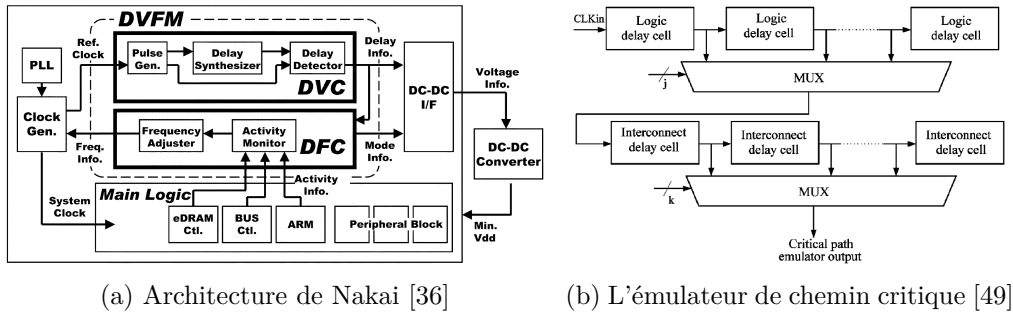 DVFM
Ref.
Clock
Pulse
Gen.
Delay
Synthesizer
Delay
Detector
DVC
Delay
Info.
PLL
Clock
Gen.
Freq.
Info.
Frequency
Adjuster
Activity
Monitor
DFC
Mode
Info.
DC-DC
I/F
Voltage
Info.
DC-DC
Converter
Activity
Info.
System
Clock
Main Logic
eDRAM
Ctl.
BUS
Ctl.
ARM
Peripheral Block
Min.
Vdd
(a) Architecture de Nakai [36]
CLKin
Logic
delay cell
Logic
delay cell
Logic
delay cell
j
MUX
Interconnect
delay cell
Interconnect
delay cell
Interconnect
delay cell
k
MUX
Critical path
emulator output
(b) L'émulateur de chemin critique [49]